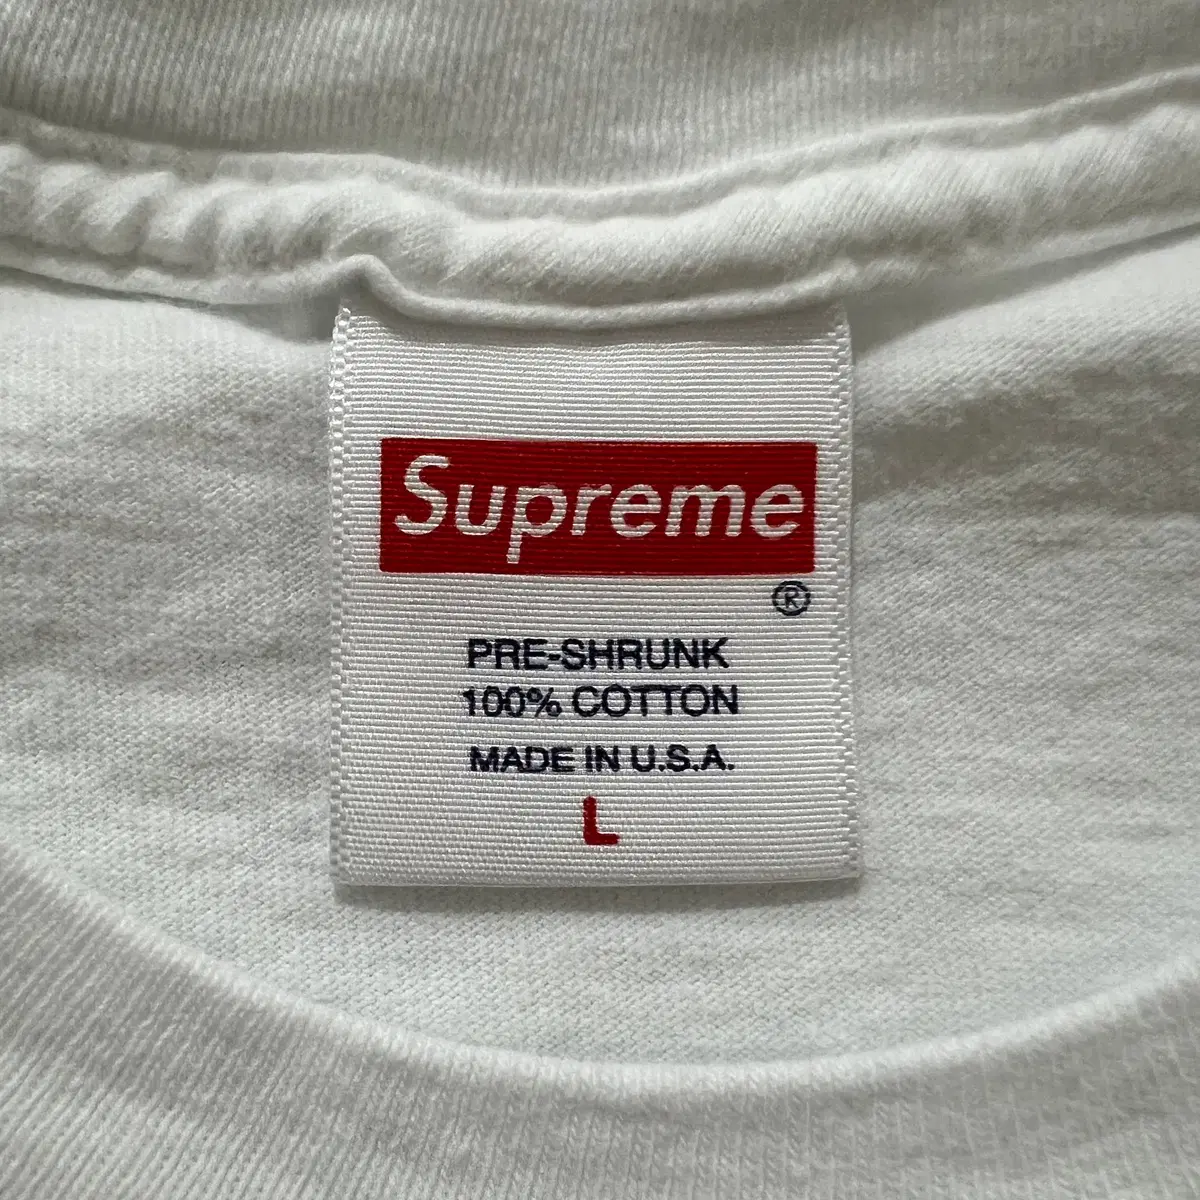 Supreme
®
PRE-SHRUNK
100% COTTON
MADE IN U.S.A.
L